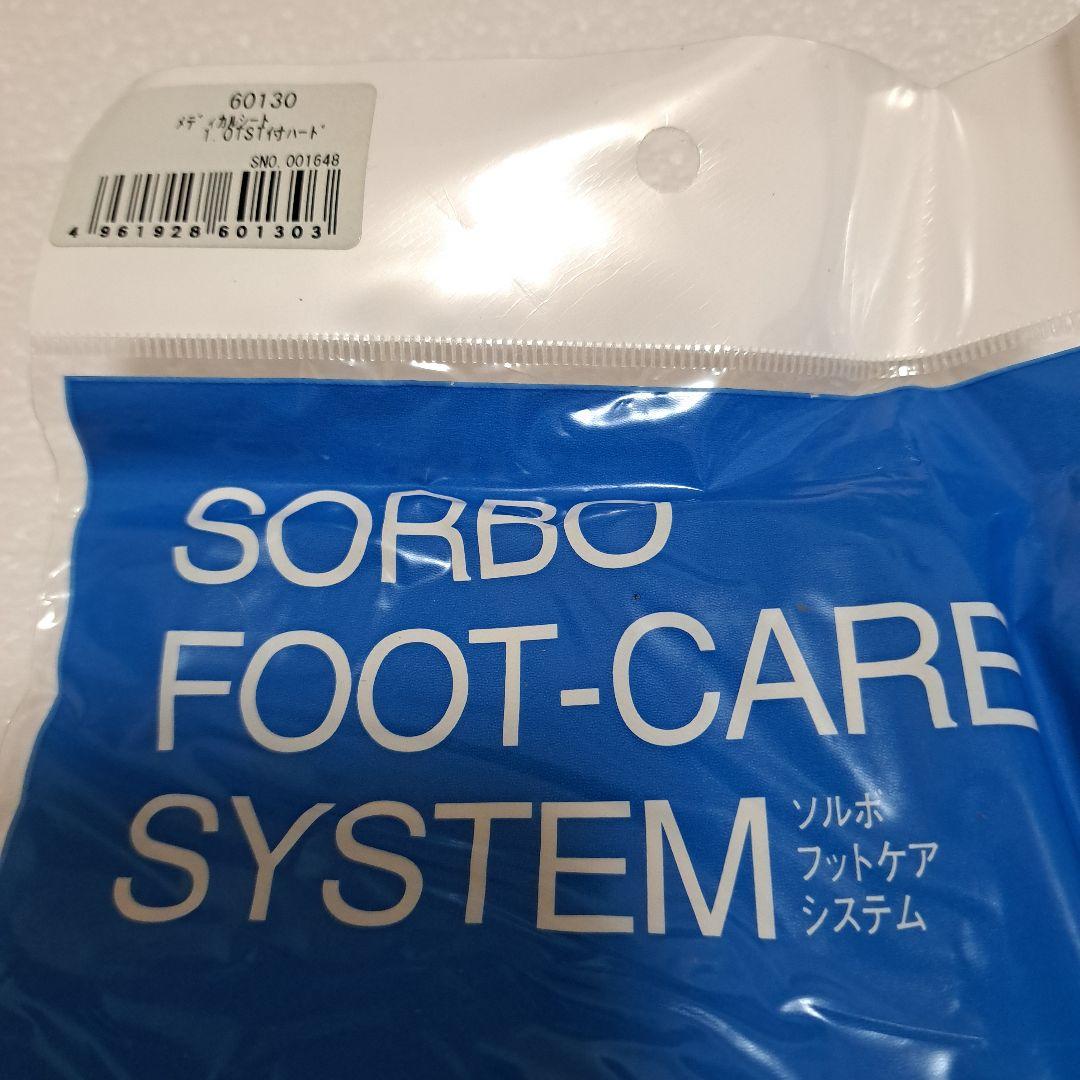 60130
メディカルシート
1. 0TST付ハード
SNO. 001648
4 961928 601303
SORBO
FOOT-CARE
SYSTEM
ソルボ
フットケア
システム